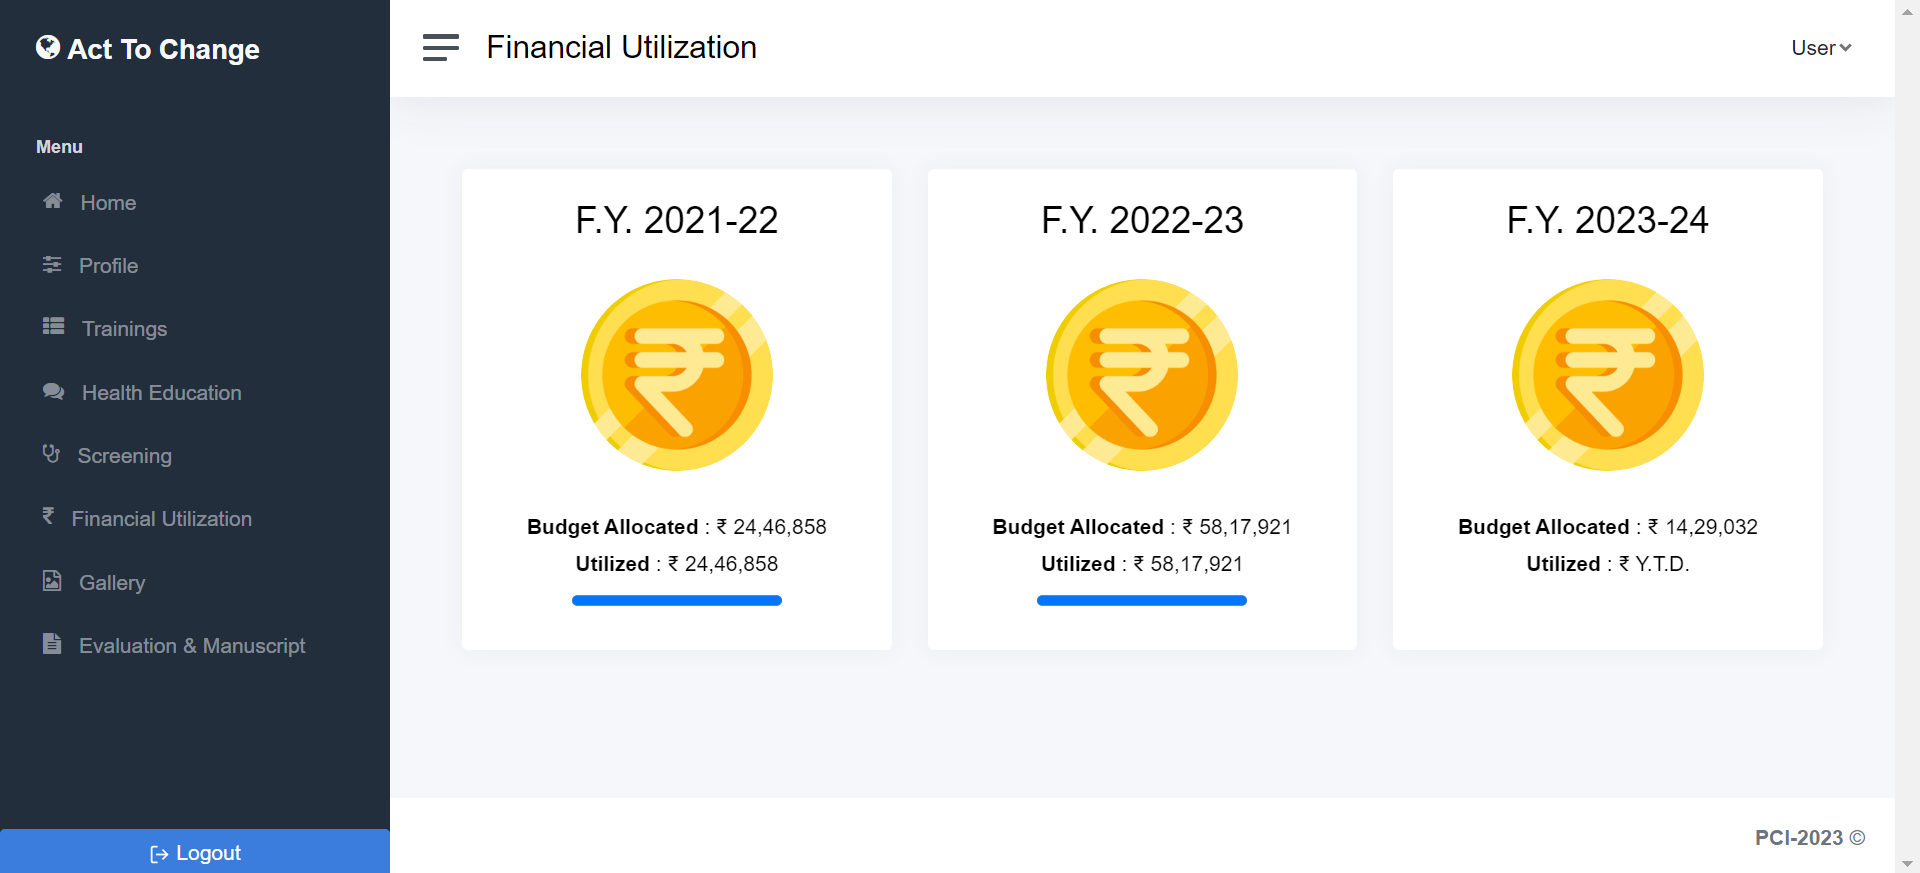 Act To Change
Menu
Home
Profile
Trainings
Health Education
Screening
Financial Utilization
Gallery
Evaluation & Manuscript
Logout
Financial Utilization
User
F.Y. 2021-22
Budget Allocated : ₹ 24,46,858
Utilized : ₹ 24,46,858
F.Y. 2022-23
Budget Allocated : ₹ 58,17,921
Utilized : ₹ 58,17,921
F.Y. 2023-24
Budget Allocated : ₹ 14,29,032
Utilized : ₹ Y.T.D.
PCI-2023 ©